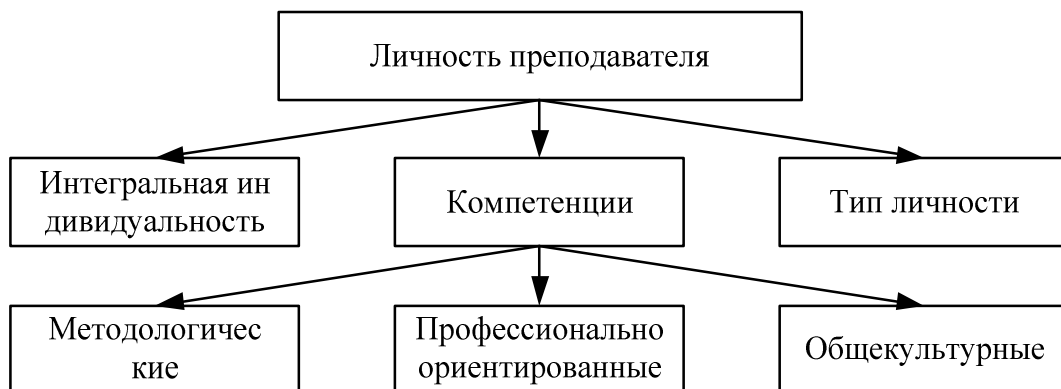 Личность преподавателя
Интегральная ин
дивидуальность
Компетенции
Тип личности
Методологичес
кие
Профессионально
ориентированные
Общекультурные